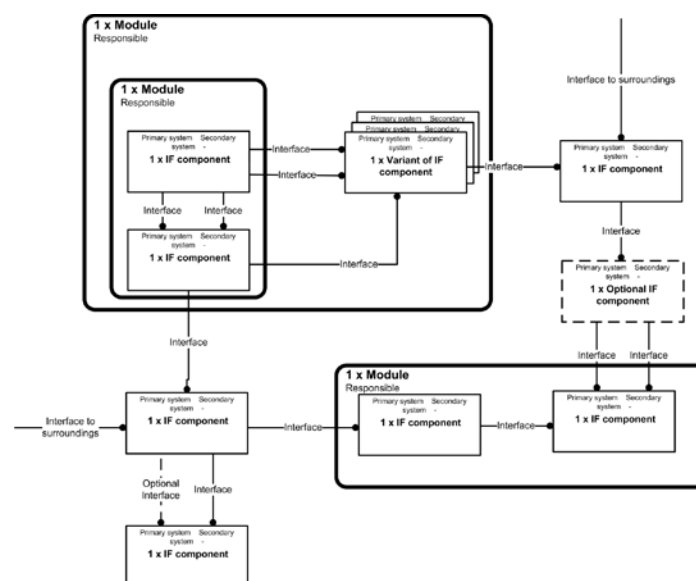 1 x Module
Responsible
1 x Module
Responsible
Primary system Secondary
system -
1 x IF component
Interface
Interface
Primary system Secondary
system -
1 x IF component
Interface
Interface
Interface
Primary system Secondary
Primary system Secondary
Primary system Secondary
system -
1 x Variant of IF
component
Interface
Interface to surroundings
Primary system Secondary
system -
1 x IF component
Interface
Primary system Secondary
system -
1 x Optional IF
component
Interface
Interface
Interface
1 x Module
Responsible
Primary system Secondary
system -
1 x IF component
Interface
Primary system Secondary
system -
1 x IF component
Interface to
surroundings
Primary system Secondary
system -
1 x IF component
Interface
Optional
Interface
Interface
Primary system Secondary
system -
1 x IF component